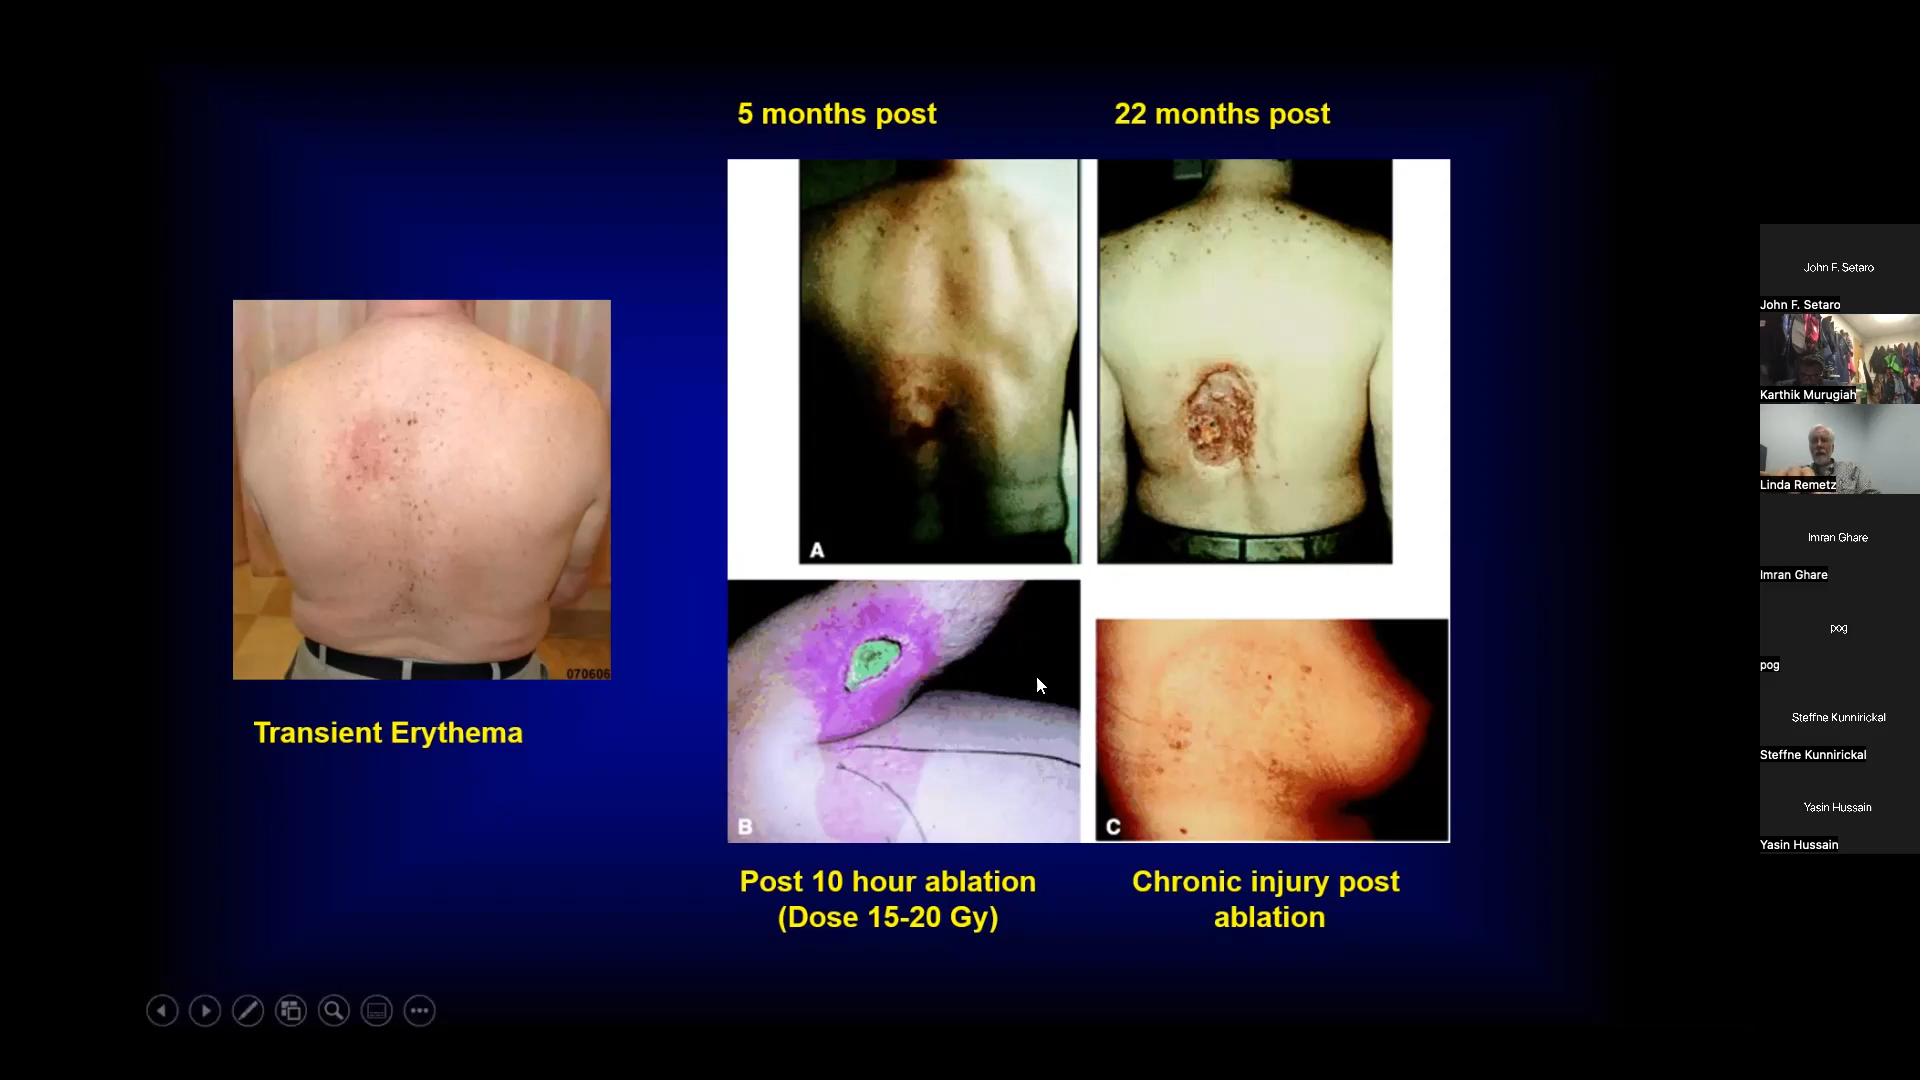 5 months post
22 months post
A
070606
Transient Erythema
B
C
Post 10 hour ablation
(Dose 15-20 Gy)
Chronic injury post
ablation
John F. Setaro
John F. Setaro
Karthik Murugiah
Linda Remetz
Imran Ghare
Imran Ghare
pog
pog
Steffne Kunnirickal
Steffne Kunnirickal
Yasin Hussain
Yasin Hussain